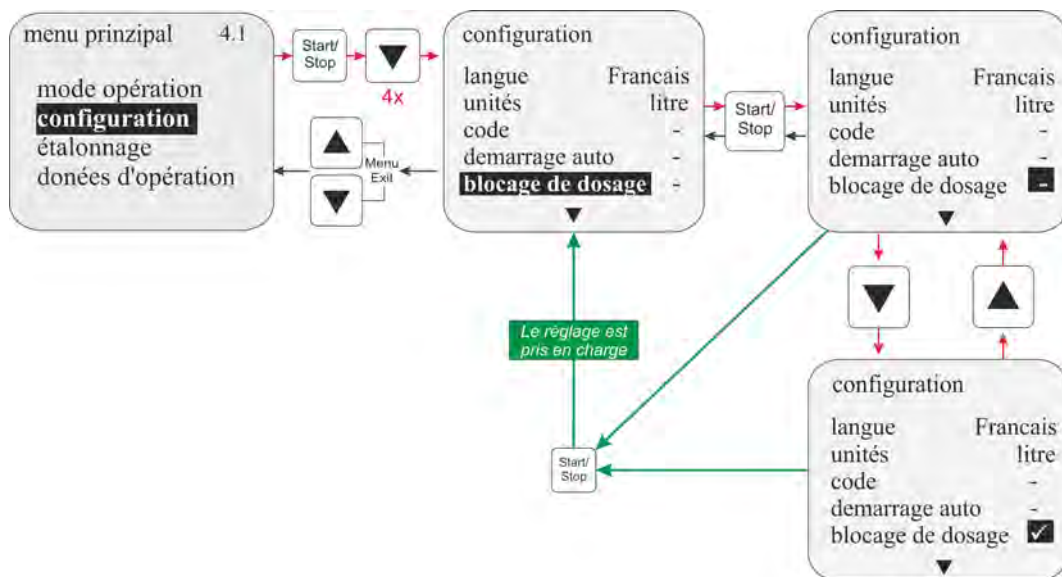 menu prinzipal 4.1
mode opération
configuration
étalonnage
donées d'opération
Start/
Stop
4x
Menu
Exit
configuration
langue Francais
unités litre
code -
demarrage auto -
blocage de dosage -
Start/
Stop
configuration
langue Francais
unités litre
code -
demarrage auto -
blocage de dosage -
Le réglage est
pris en charge
Start/
Stop
configuration
langue Francais
unités litre
code -
demarrage auto -
blocage de dosage ✓